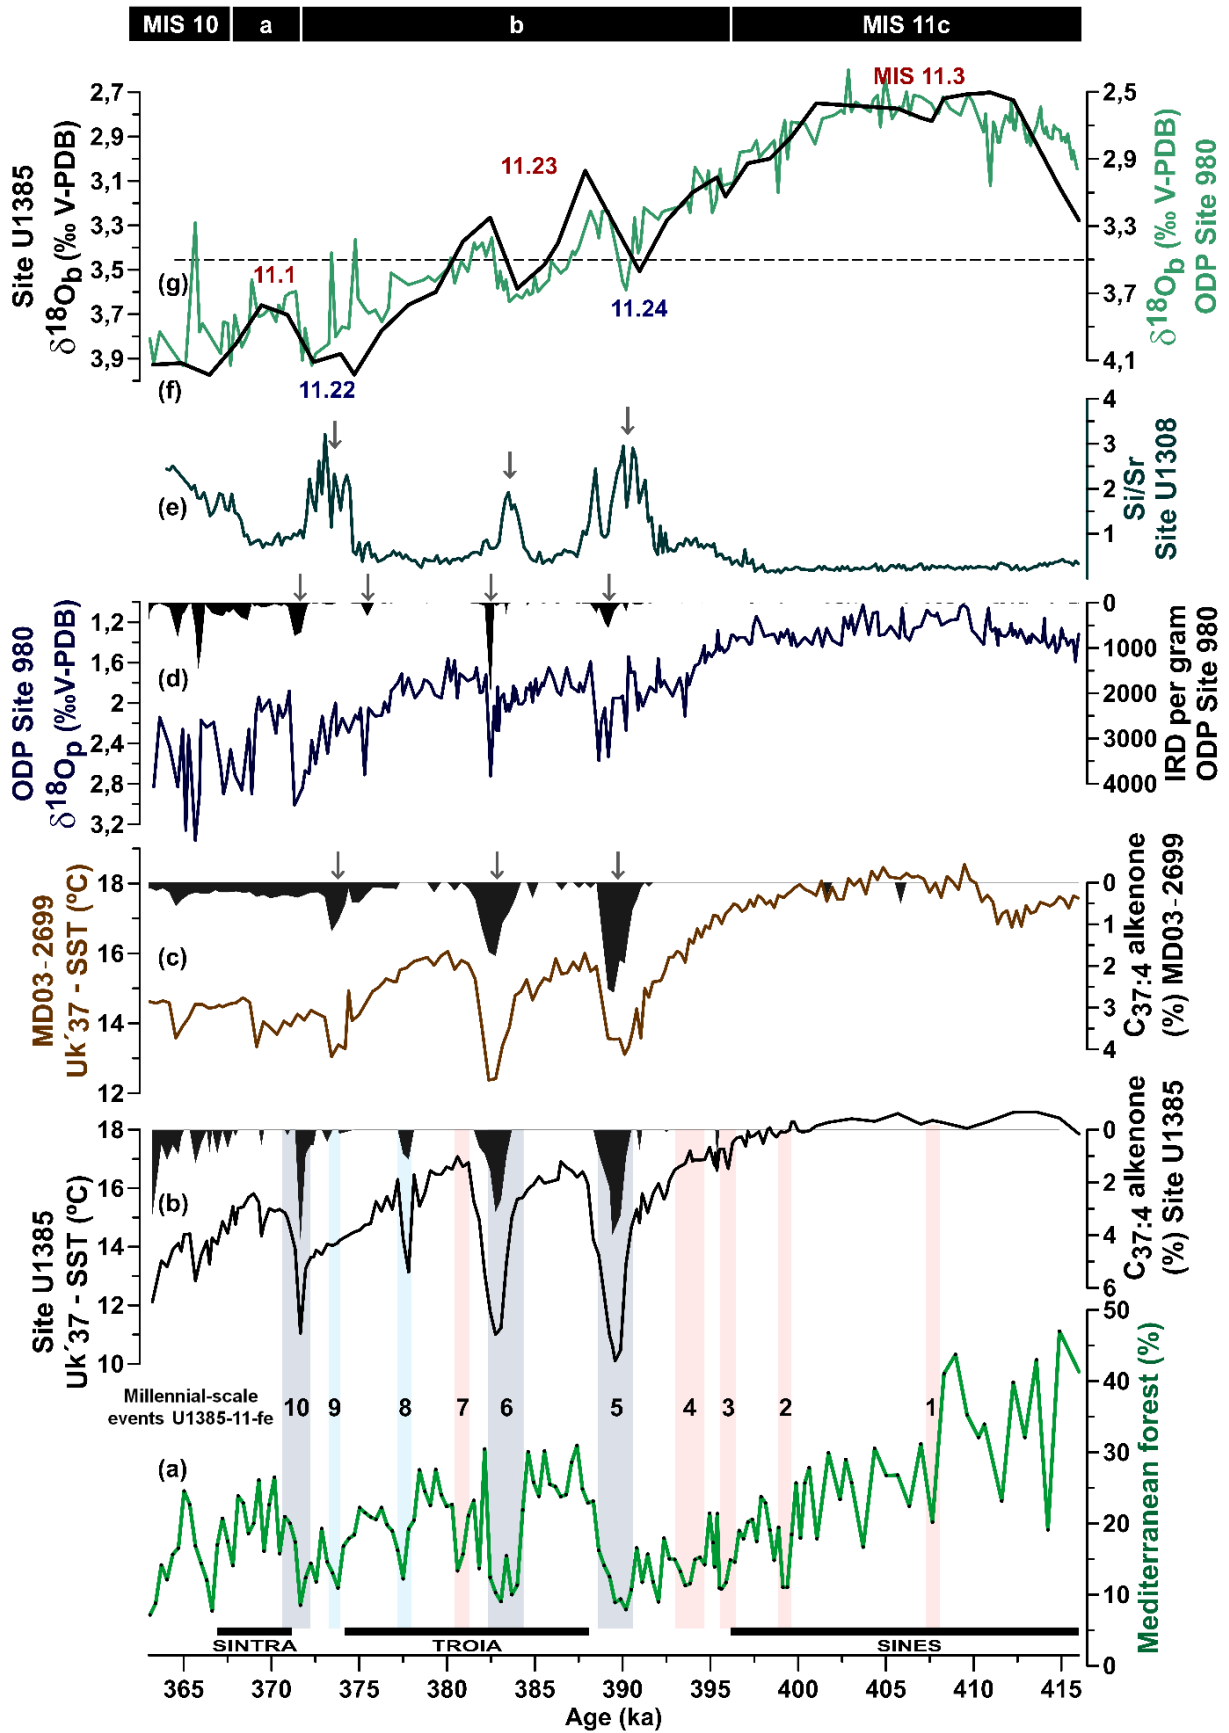 MIS 10 a b MIS 11c
MIS 11.3
11.23
11.1
11.24
11.22
Site U1385
δ18Ob (‰ V-PDB)
2,7
2,9
3,1
3,3
3,5
3,7
3,9
2,5
2,9
3,3
3,7
4,1
δ18Ob (‰ V-PDB)
ODP Site 980
(g)
(f)
4
3
2
1
Si/Sr
Site U1308
(e)
ODP Site 980
δ18Op (‰V-PDB)
1,2
1,6
2
2,4
2,8
3,2
(d)
0
1000
2000
3000
4000
IRD per gram
ODP Site 980
MD03-2699
Uk´37 - SST (ºC)
18
16
14
12
(c)
0
1
2
3
4
C37:4 alkenone
(%) MD03-2699
Site U1385
Uk´37 - SST (ºC)
18
16
14
12
10
(b)
0
2
4
6
C37:4 alkenone
(%) Site U1385
Millennial-scale
events U1385-11-fe
10 9 8 7 6 5 4 3 2 1
(a)
50
40
30
20
10
0
Mediterranean forest (%)
SINTRA TROIA SINES
365 370 375 380 385 390 395 400 405 410 415
Age (ka)